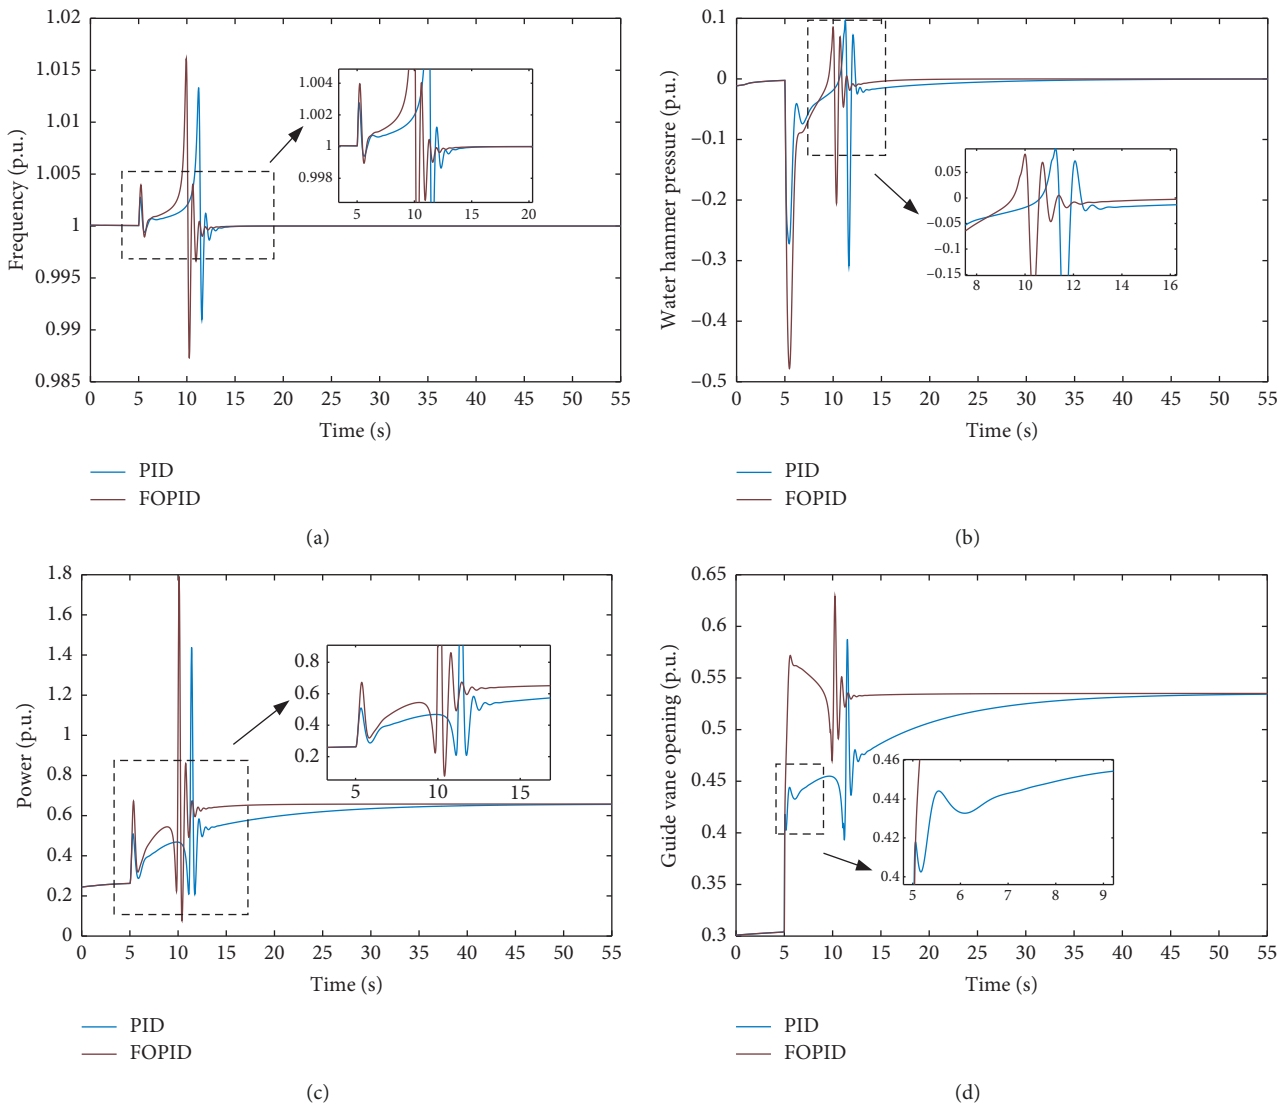 1.02
1.015
1.01
1.005
1
0.995
0.99
0.985
Frequency (p.u.)
1.004
1.002
1
0.998
5 10 15 20
0 5 10 15 20 25 30 35 40 45 50 55
Time (s)
PID
FOPID
(a)
0.1
0
−0.1
−0.2
−0.3
−0.4
−0.5
Water hammer pressure (p.u.)
0
−0.05
−0.1
−0.15
8 10 12 14 16
0 5 10 15 20 25 30 35 40 45 50 55
Time (s)
PID
FOPID
(b)
1.8
1.6
1.4
1.2
1
0.8
0.6
0.4
0.2
0
Power (p.u.)
0.8
0.6
0.4
0.2
5 10 15
0 5 10 15 20 25 30 35 40 45 50 55
Time (s)
PID
FOPID
(c)
0.65
0.6
0.55
0.5
0.45
0.4
0.35
0.3
Guide vane opening (p.u.)
0.46
0.44
0.42
0.4
5 6 7 8 9
0 5 10 15 20 25 30 35 40 45 50 55
Time (s)
PID
FOPID
(d)